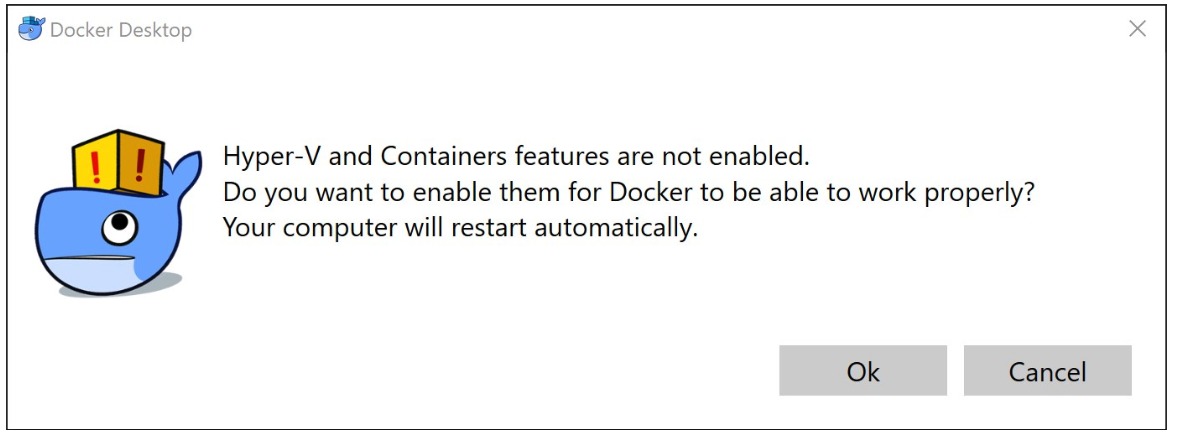 Docker Desktop
Hyper-V and Containers features are not enabled.
Do you want to enable them for Docker to be able to work properly?
Your computer will restart automatically.
Ok
Cancel